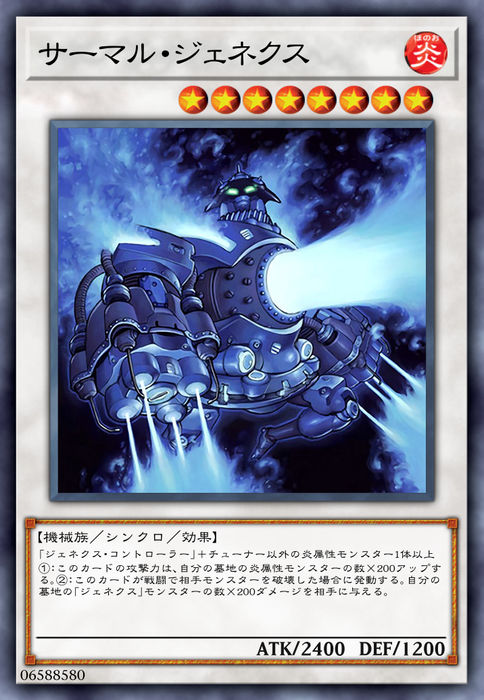 サーマル・ジェネクス
ほのお
炎
【機械族／シンクロ／効果】
「ジェネクス・コントローラー」＋チューナー以外の炎属性モンスター1体以上
①：このカードの攻撃力は、自分の墓地の炎属性モンスターの数×200アップす
る。②：このカードが戦闘で相手モンスターを破壊した場合に発動する。自分の
墓地の「ジェネクス」モンスターの数×200ダメージを相手に与える。
ATK/2400 DEF/1200
06588580